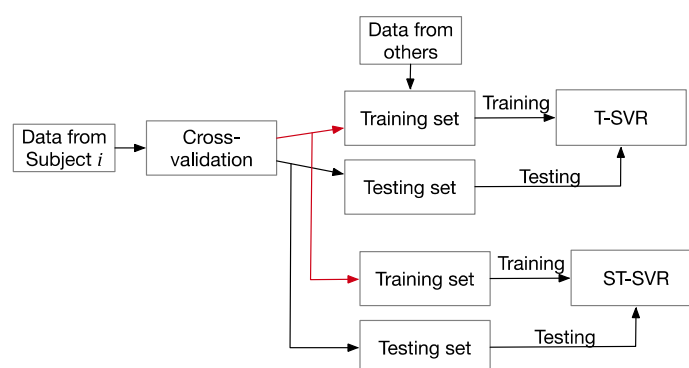 Data from
others
Training set
Training
T-SVR
Data from
Subject i
Cross-
validation
Testing set
Testing
Training set
Training
ST-SVR
Testing set
Testing